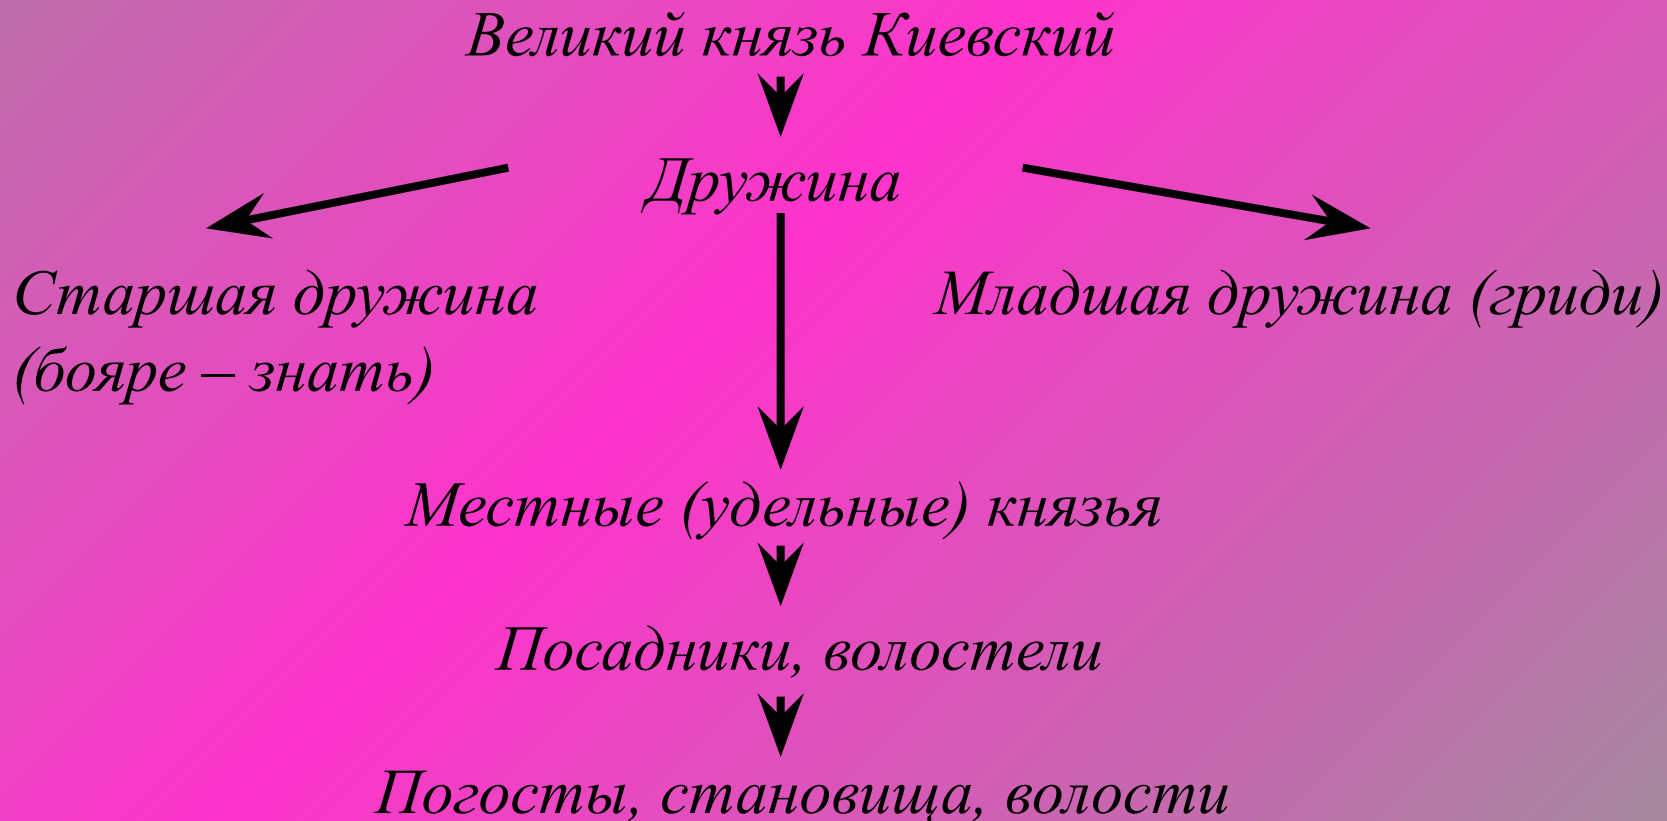 Великий князь Киевский
Дружина
Старшая дружина
(бояре – знать)
Младшая дружина (гриди)
Местные (удельные) князья
Посадники, волостели
Погосты, становища, волости